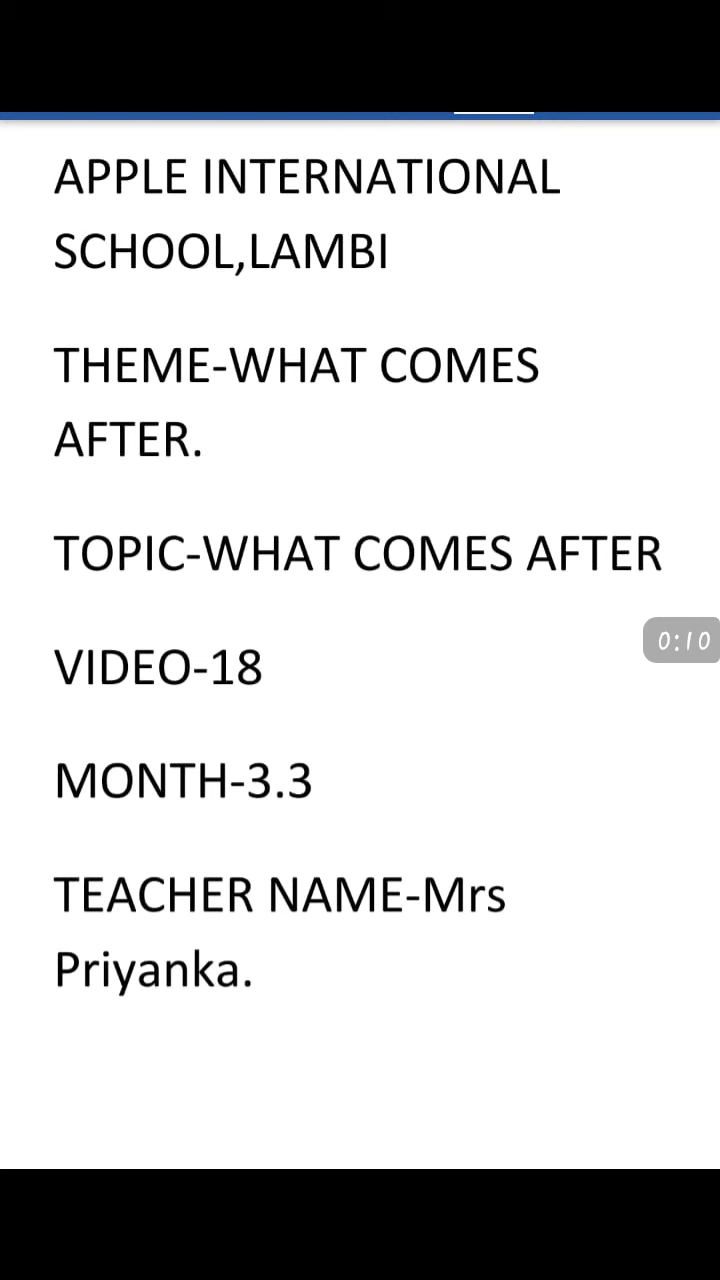 APPLE INTERNATIONAL
SCHOOL,LAMBI
THEME-WHAT COMES
AFTER.
TOPIC-WHAT COMES AFTER
VIDEO-18
0:10
MONTH-3.3
TEACHER NAME-Mrs
Priyanka.